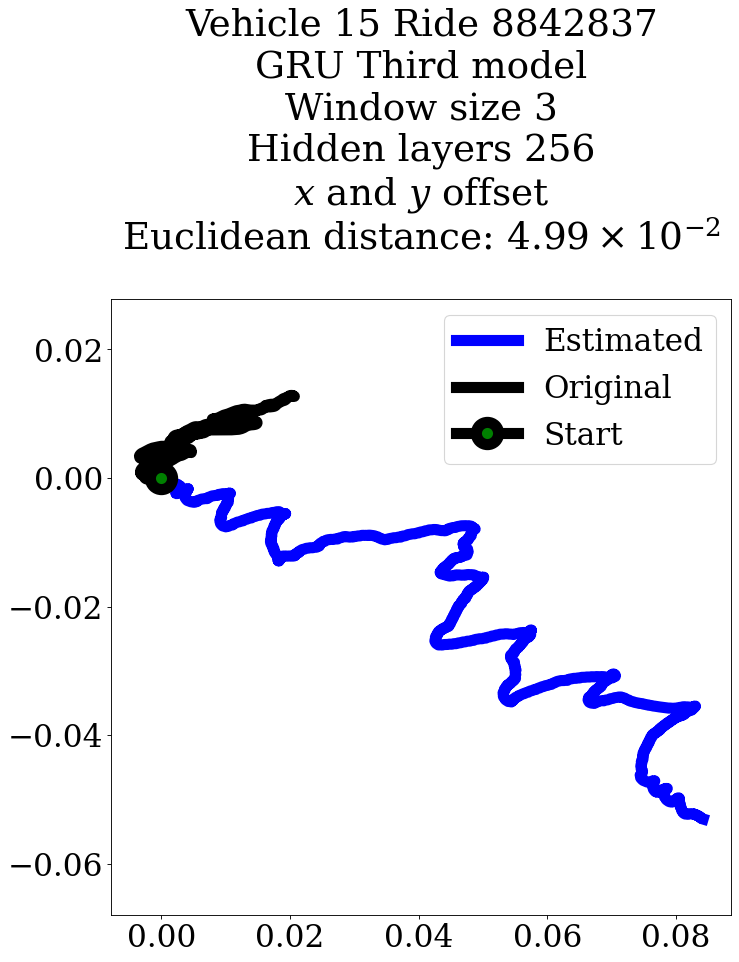 Vehicle 15 Ride 8842837
GRU Third model
Window size 3
Hidden layers 256
x and y offset
Euclidean distance: 4.99 × 10⁻²
Estimated
Original
Start
0.02
0.00
−0.02
−0.04
−0.06
0.00 0.02 0.04 0.06 0.08